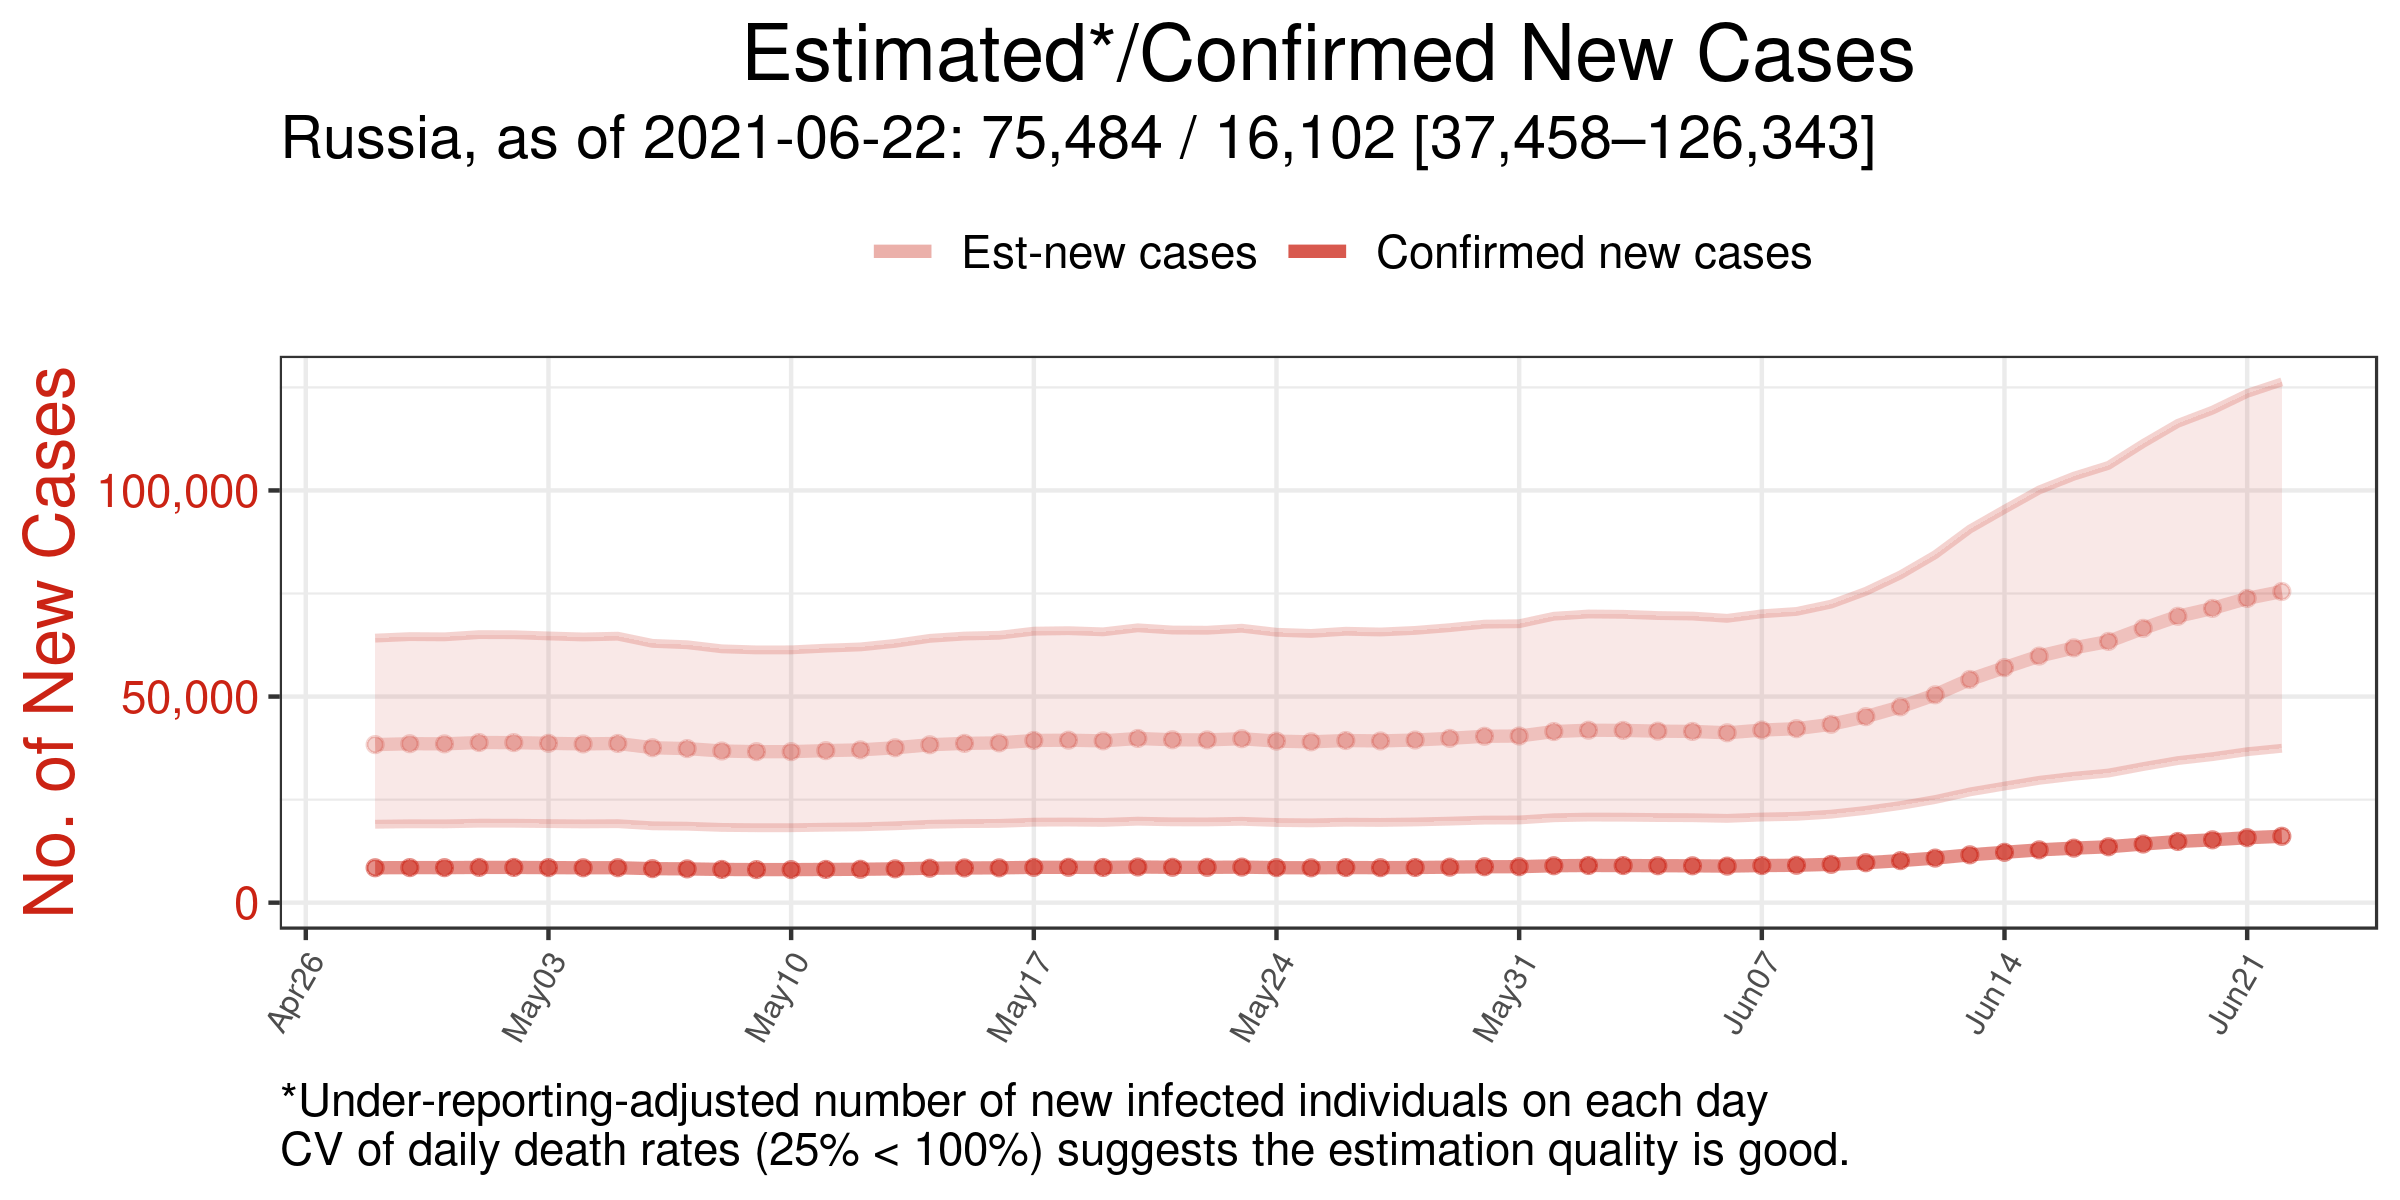 Estimated*/Confirmed New Cases
Russia, as of 2021-06-22: 75,484 / 16,102 [37,458–126,343]
Est-new cases
Confirmed new cases
No. of New Cases
100,000
50,000
0
Apr26
May03
May10
May17
May24
May31
Jun07
Jun14
Jun21
*Under-reporting-adjusted number of new infected individuals on each day
CV of daily death rates (25% < 100%) suggests the estimation quality is good.